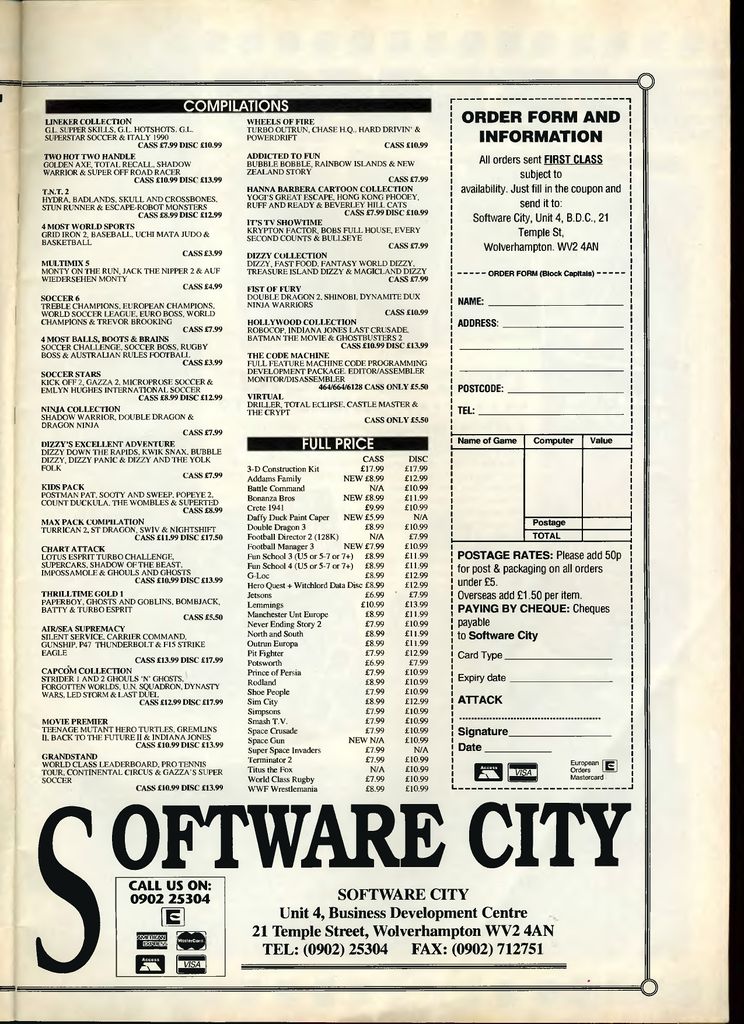 COMPILATIONS
LINEKER COLLECTION
G.L. SUPPER SKILLS, G.L. HOTSHOTS. G.L.
SUPERSTAR SOCCER & ITALY 1990
CASS £7.99 DISC £10.99
TWO HOT TWO HANDLE
GOLDEN AXE, TOTAL RECALL, SHADOW
WARRIOR & SUPER OFF ROAD RACER
CASS £10.99 DISC £13.99
T.N.T. 2
HYDRA, BADLANDS, SKULL AND CROSSBONES,
STUN RUNNER & ESCAPE-ROBOT MONSTERS
CASS £8.99 DISC £12.99
4 MOST WORLD SPORTS
GRID IRON 2, BASEBALL, UCHI MATA JUDO &
BASKETBALL
CASS £3.99
MULTIMIX 5
MONTY ON THE RUN, JACK THE NIPPER 2 & AUF
WIEDERSEHEN MONTY
CASS £4.99
SOCCER 6
TREBLE CHAMPIONS, EUROPEAN CHAMPIONS,
WORLD SOCCER LEAGUE, EURO BOSS, WORLD
CHAMPIONS & TREVOR BROOKING
CASS £7.99
4 MOST BALLS, BOOTS & BRAINS
SOCCER CHALLENGE, SOCCER BOSS, RUGBY
BOSS & AUSTRALIAN RULES FOOTBALL
CASS £3.99
SOCCER STARS
KICK OFF 2, GAZZA 2, MICROPROSE SOCCER &
EMLYN HUGHES INTERNATIONAL SOCCER
CASS £8.99 DISC £12.99
NINJA COLLECTION
SHADOW WARRIOR, DOUBLE DRAGON &
DRAGON NINJA
CASS £7.99
DIZZY'S EXCELLENT ADVENTURE
DIZZY DOWN THE RAPIDS, KWIK SNAX, BUBBLE
DIZZY, DIZZY PANIC & DIZZY AND THE YOLK
FOLK
CASS £7.99
KIDS PACK
POSTMAN PAT, SOOTY AND SWEEP, POPEYE 2,
COUNT DUCKULA, THE WOMBLES & SUPERTED
CASS £8.99
MAX PACK COMPILATION
TURRICAN 2, ST DRAGON, SWIV & NIGHTSHIFT
CASS £11.99 DISC £17.50
CHART ATTACK
LOTUS ESPRIT TURBO CHALLENGE,
SUPERCARS, SHADOW OF THE BEAST,
IMPOSSAMOLE & GHOULS AND GHOSTS
CASS £10.99 DISC £13.99
THRILLTIME GOLD 1
PAPERBOY, GHOSTS AND GOBLINS, BOMBJACK,
BATTY & TURBO ESPRIT
CASS £5.50
AIR/SEA SUPREMACY
SILENT SERVICE, CARRIER COMMAND,
GUNSHIP, P47 THUNDERBOLT & F15 STRIKE
EAGLE
CASS £13.99 DISC £17.99
CAPCOM COLLECTION
STRIDER 1 AND 2 GHOULS 'N' GHOSTS,
FORGOTTEN WORLDS, U.N. SQUADRON, DYNASTY
WARS, LED STORM & LAST DUEL
CASS £12.99 DISC £17.99
MOVIE PREMIER
TEENAGE MUTANT HERO TURTLES, GREMLINS
II, BACK TO THE FUTURE II & INDIANA JONES
CASS £10.99 DISC £13.99
GRANDSTAND
WORLD CLASS LEADERBOARD, PRO TENNIS
TOUR, CONTINENTAL CIRCUS & GAZZA'S SUPER
SOCCER
CASS £10.99 DISC £13.99
WHEELS OF FIRE
TURBO OUTRUN, CHASE H.Q., HARD DRIVIN' &
POWERDRIFT
CASS £10.99
ADDICTED TO FUN
BUBBLE BOBBLE, RAINBOW ISLANDS & NEW
ZEALAND STORY
CASS £7.99
HANNA BARBERA CARTOON COLLECTION
YOGI'S GREAT ESCAPE, HONG KONG PHOOEY,
RUFF AND READY & BEVERLEY HILL CATS
CASS £7.99 DISC £10.99
IT'S TV SHOWTIME
KRYPTON FACTOR, BOBS FULL HOUSE, EVERY
SECOND COUNTS & BULLSEYE
CASS £7.99
DIZZY COLLECTION
DIZZY, FAST FOOD, FANTASY WORLD DIZZY,
TREASURE ISLAND DIZZY & MAGICLAND DIZZY
CASS £7.99
FIST OF FURY
DOUBLE DRAGON 2, SHINOBI, DYNAMITE DUX
NINJA WARRIORS
CASS £10.99
HOLLYWOOD COLLECTION
ROBOCOP, INDIANA JONES LAST CRUSADE,
BATMAN THE MOVIE & GHOSTBUSTERS 2
CASS £10.99 DISC £13.99
THE CODE MACHINE
FULL FEATURE MACHINE CODE PROGRAMMING
DEVELOPMENT PACKAGE. EDITOR/ASSEMBLER
MONITOR/DISASSEMBLER
464/664/6128 CASS ONLY £5.50
VIRTUAL
DRILLER, TOTAL ECLIPSE, CASTLE MASTER &
THE CRYPT
CASS ONLY £5.50
FULL PRICE
CASS DISC
3-D Construction Kit £17.99 £17.99
Addams Family NEW £8.99 £12.99
Battle Command N/A £10.99
Bonanza Bros NEW £8.99 £11.99
Crete 1941 £9.99 £10.99
Daffy Duck Paint Caper NEW £5.99 N/A
Double Dragon 3 £8.99 £10.99
Football Director 2 (128K) N/A £7.99
Football Manager 3 NEW £7.99 £10.99
Fun School 3 (U5 or 5-7 or 7+) £8.99 £11.99
Fun School 4 (U5 or 5-7 or 7+) £8.99 £11.99
G-Loc £8.99 £12.99
Hero Quest + Witchlord Data Disc £8.99 £12.99
Jetsons £6.99 £7.99
Lemmings £10.99 £13.99
Manchester Unt Europe £8.99 £11.99
Never Ending Story 2 £7.99 £10.99
North and South £8.99 £11.99
Outrun Europa £8.99 £11.99
Pit Fighter £7.99 £12.99
Potsworth £6.99 £7.99
Prince of Persia £7.99 £10.99
Rodland £8.99 £10.99
Shoe People £7.99 £10.99
Sim City £8.99 £12.99
Simpsons £7.99 £10.99
Smash T.V. £7.99 £10.99
Space Crusade £7.99 £10.99
Space Gun NEW N/A £10.99
Super Space Invaders £7.99 N/A
Terminator 2 £7.99 £10.99
Titus the Fox N/A £10.99
World Class Rugby £7.99 £10.99
WWF Wrestlemania £8.99 £10.99
ORDER FORM AND
INFORMATION
All orders sent FIRST CLASS
subject to
availability. Just fill in the coupon and
send it to:
Software City, Unit 4, B.D.C., 21
Temple St,
Wolverhampton. WV2 4AN
ORDER FORM (Block Capitals)
NAME:
ADDRESS:
POSTCODE:
TEL:
Name of Game Computer Value
Postage
TOTAL
POSTAGE RATES: Please add 50p
for post & packaging on all orders
under £5.
Overseas add £1.50 per item.
PAYING BY CHEQUE: Cheques
payable
to Software City
Card Type
Expiry date
ATTACK
Signature
Date
Access VISA European Orders Mastercard E
SOFTWARE CITY
CALL US ON:
0902 25304
E
AMERICAN EXPRESS MasterCard
Access VISA
SOFTWARE CITY
Unit 4, Business Development Centre
21 Temple Street, Wolverhampton WV2 4AN
TEL: (0902) 25304 FAX: (0902) 712751